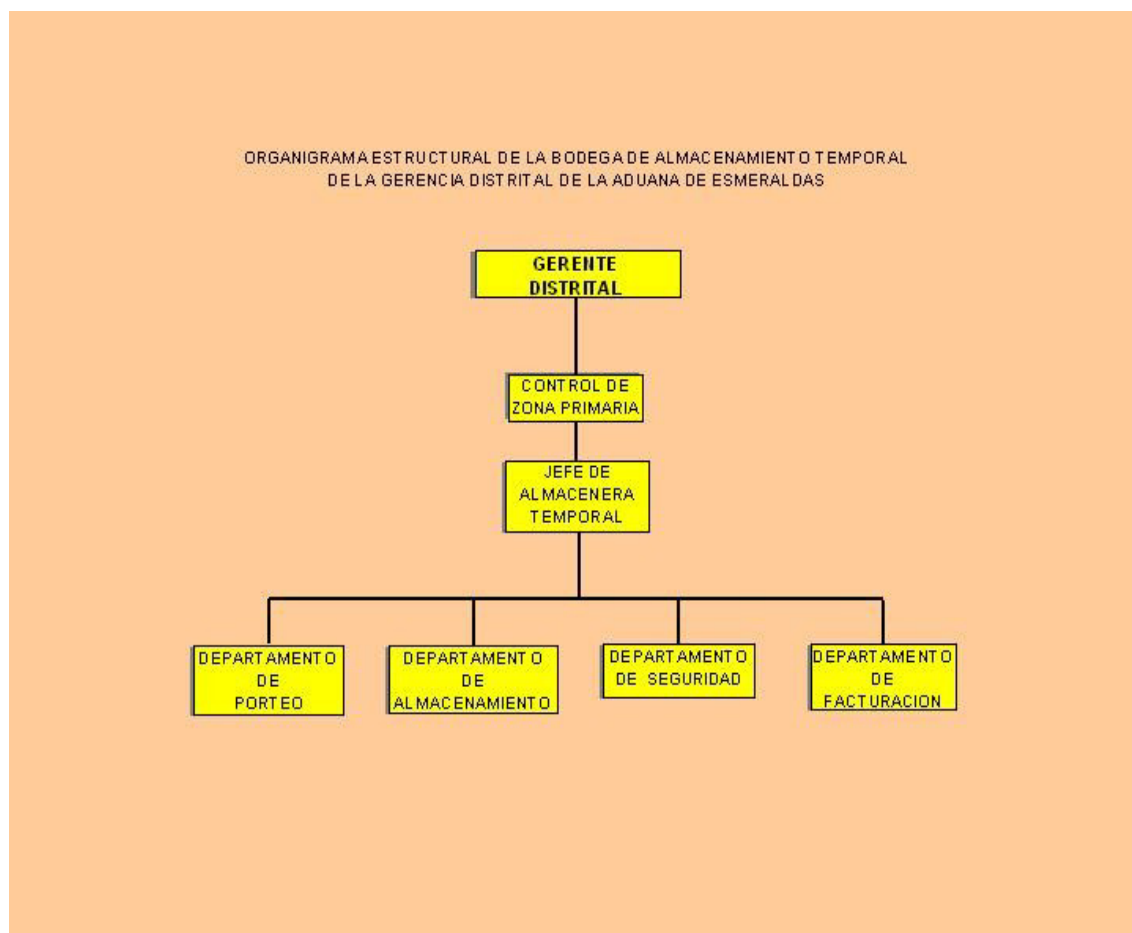 ORGANIGRAMA ESTRUCTURAL DE LA BODEGA DE ALMACENAMIENTO TEMPORAL
DE LA GERENCIA DISTRITAL DE LA ADUANA DE ESMERALDAS
GERENTE
DISTRITAL
CONTROL DE
ZONA PRIMARIA
JEFE DE
ALMACENERA
TEMPORAL
DEPARTAMENTO
DE
PORTEO
DEPARTAMENTO
DE
ALMACENAMIENTO
DEPARTAMENTO
DE SEGURIDAD
DEPARTAMENTO
DE
FACTURACION